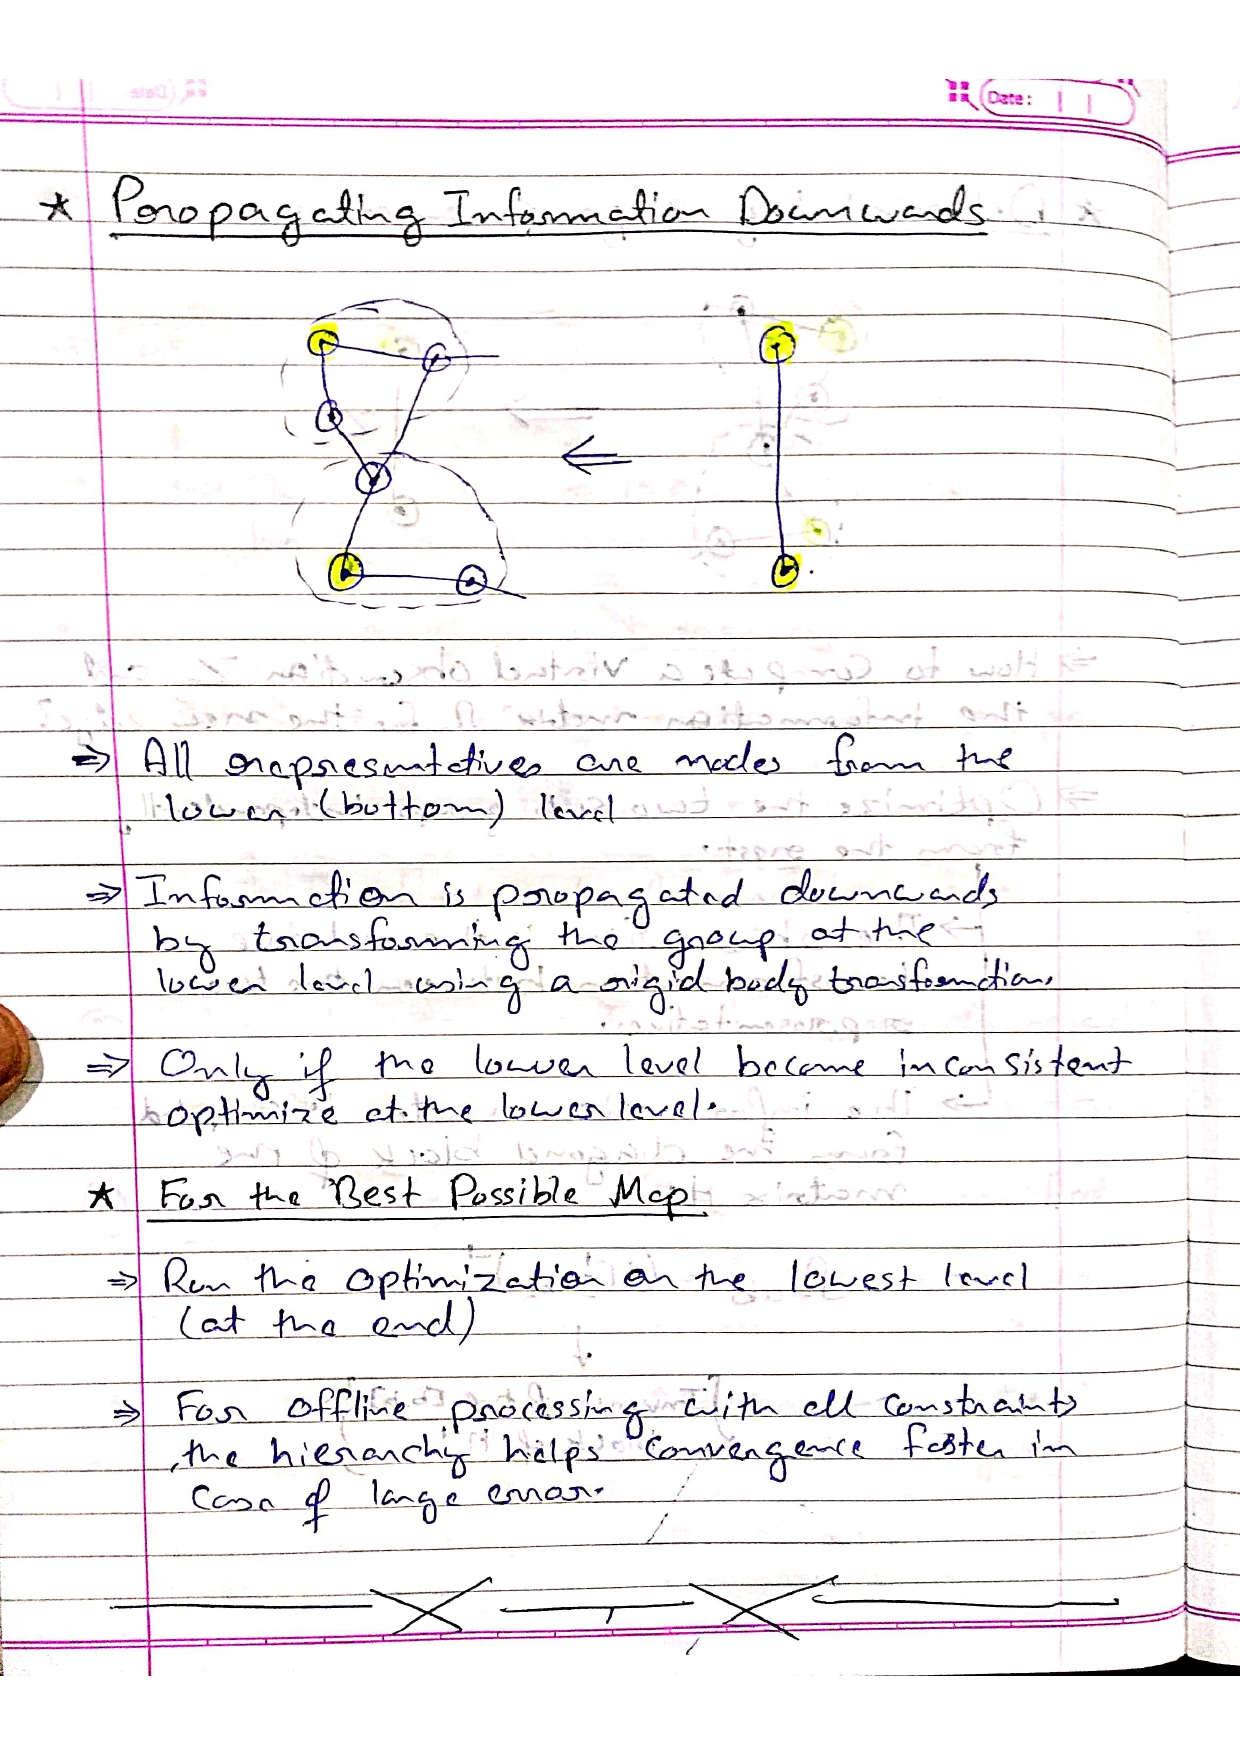 Date:
★ Propagating Information Downwards
⇒ All representatives are nodes from the
lower (bottom) level
⇒ Information is propagated downwards
by transforming the group at the
lower level using a rigid body transformation.
⇒ Only if the lower level become inconsistent
optimize at the lower level.
★ For the Best Possible Map
⇒ Run the optimization on the lowest level
(at the end)
⇒ For offline processing with all constraints
the hierarchy helps convergence faster in
case of large error.